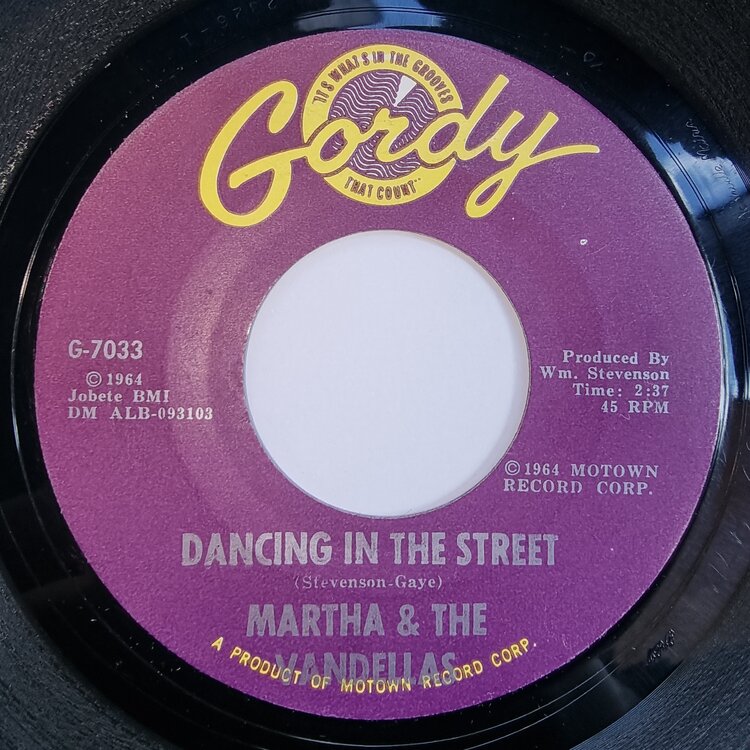 "IT'S WHAT'S IN THE GROOVES
Gordy
THAT COUNT"
G-7033
© 1964
Jobete BMI
DM ALB-093103
Produced By
Wm. Stevenson
Time: 2:37
45 RPM
© 1964 MOTOWN
RECORD CORP.
DANCING IN THE STREET
(Stevenson-Gaye)
MARTHA & THE
VANDELLAS
A PRODUCT OF MOTOWN RECORD CORP.